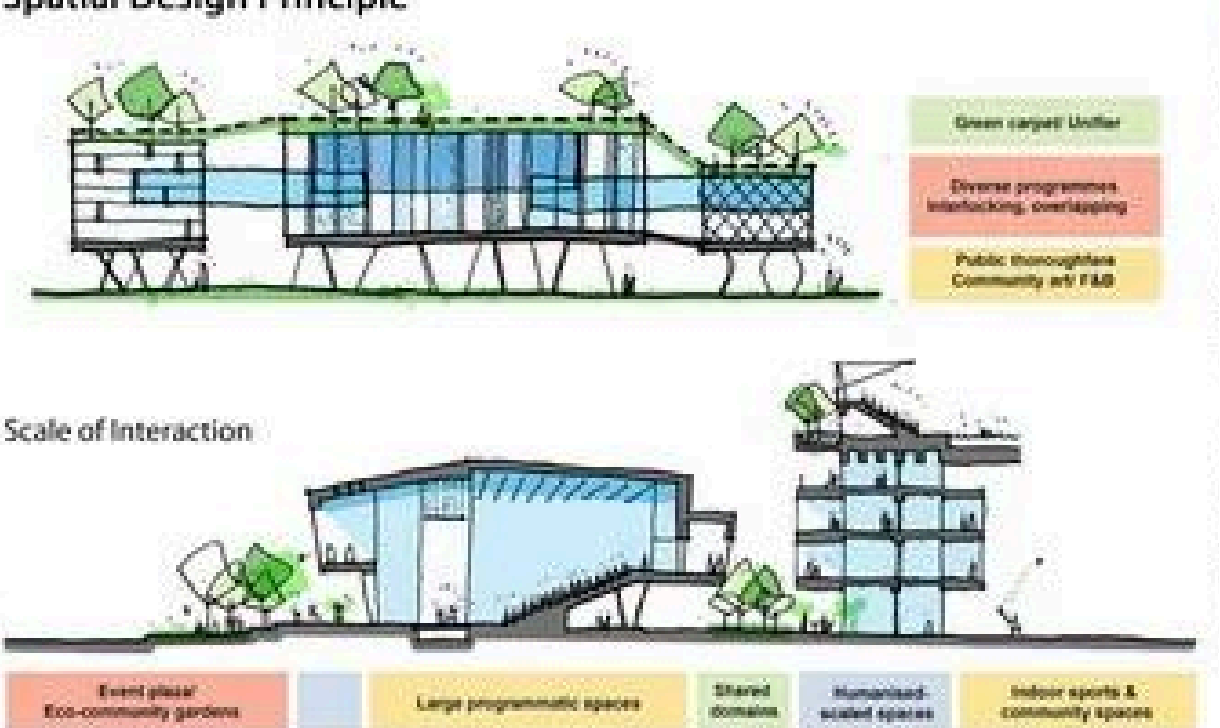 Spatial Design Principle
Green carpet/ Unifier
Diverse programmes
interlocking, overlapping
Public thoroughfare
Community art/ F&B
Scale of Interaction
Event plaza/
Eco-community gardens
Large programmatic spaces
Shared
domains
Humanised-
scaled spaces
Indoor sports &
community spaces